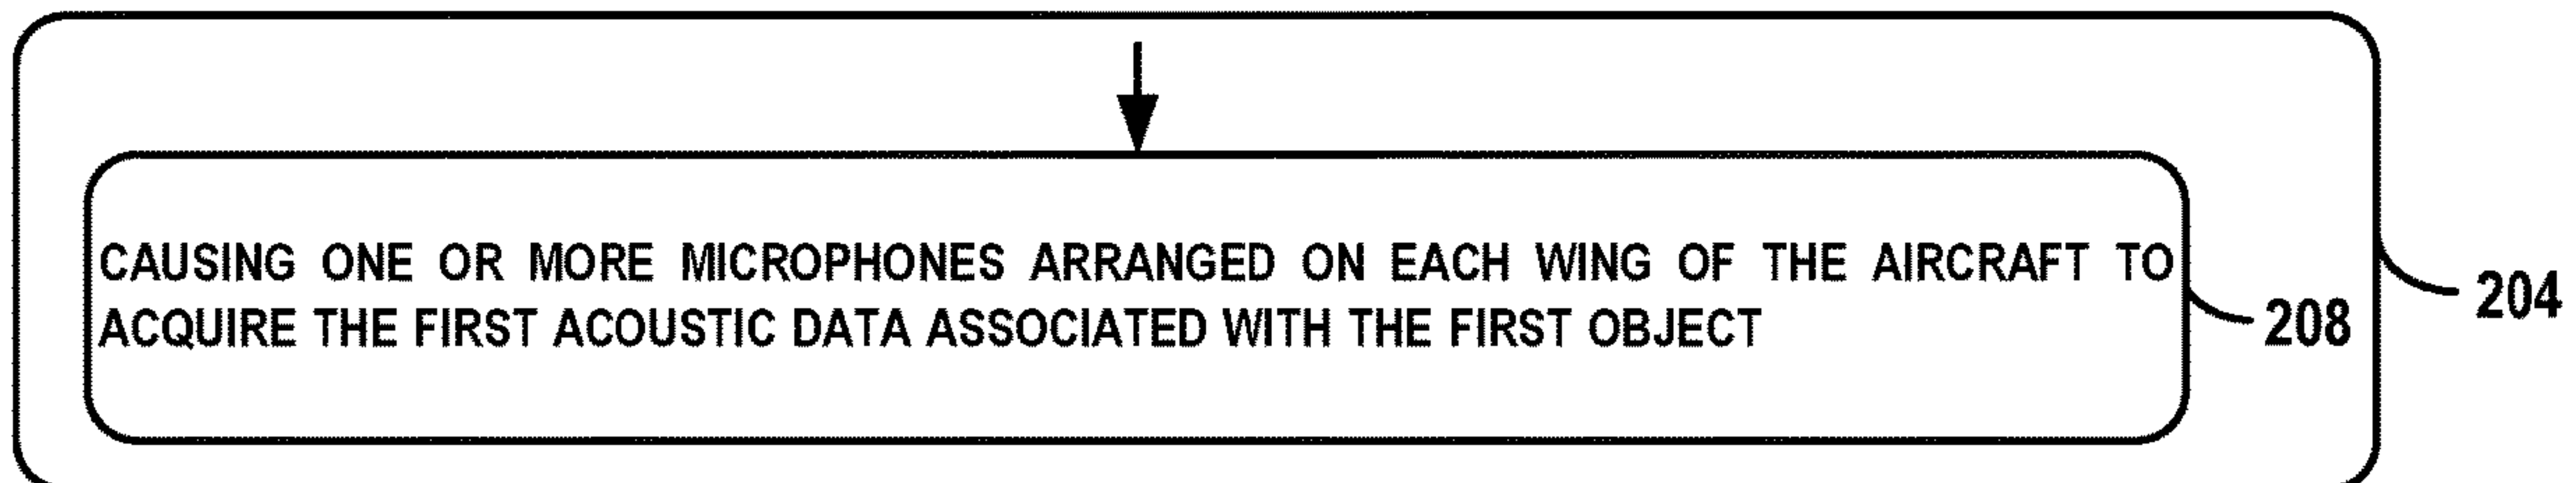 CAUSING ONE OR MORE MICROPHONES ARRANGED ON EACH WING OF THE AIRCRAFT TO
ACQUIRE THE FIRST ACOUSTIC DATA ASSOCIATED WITH THE FIRST OBJECT
208
204